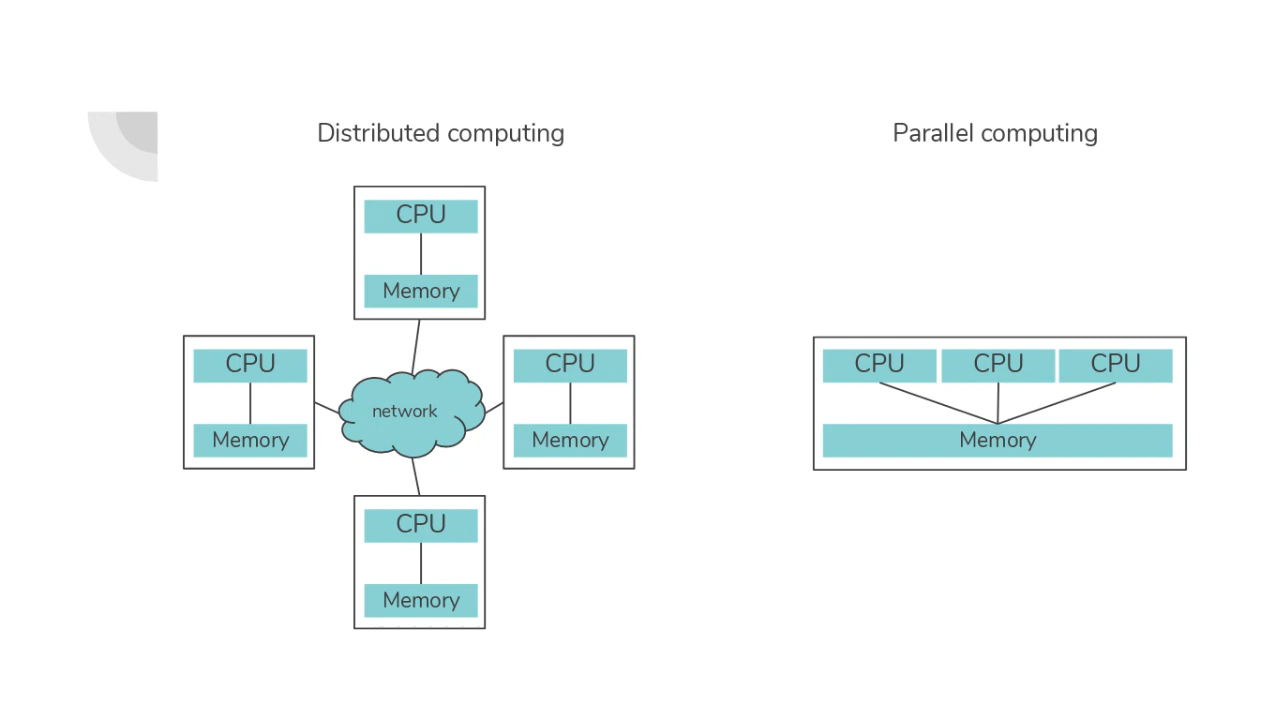 Distributed computing
Parallel computing
CPU
Memory
CPU
Memory
network
CPU
Memory
CPU
Memory
CPU CPU CPU
Memory